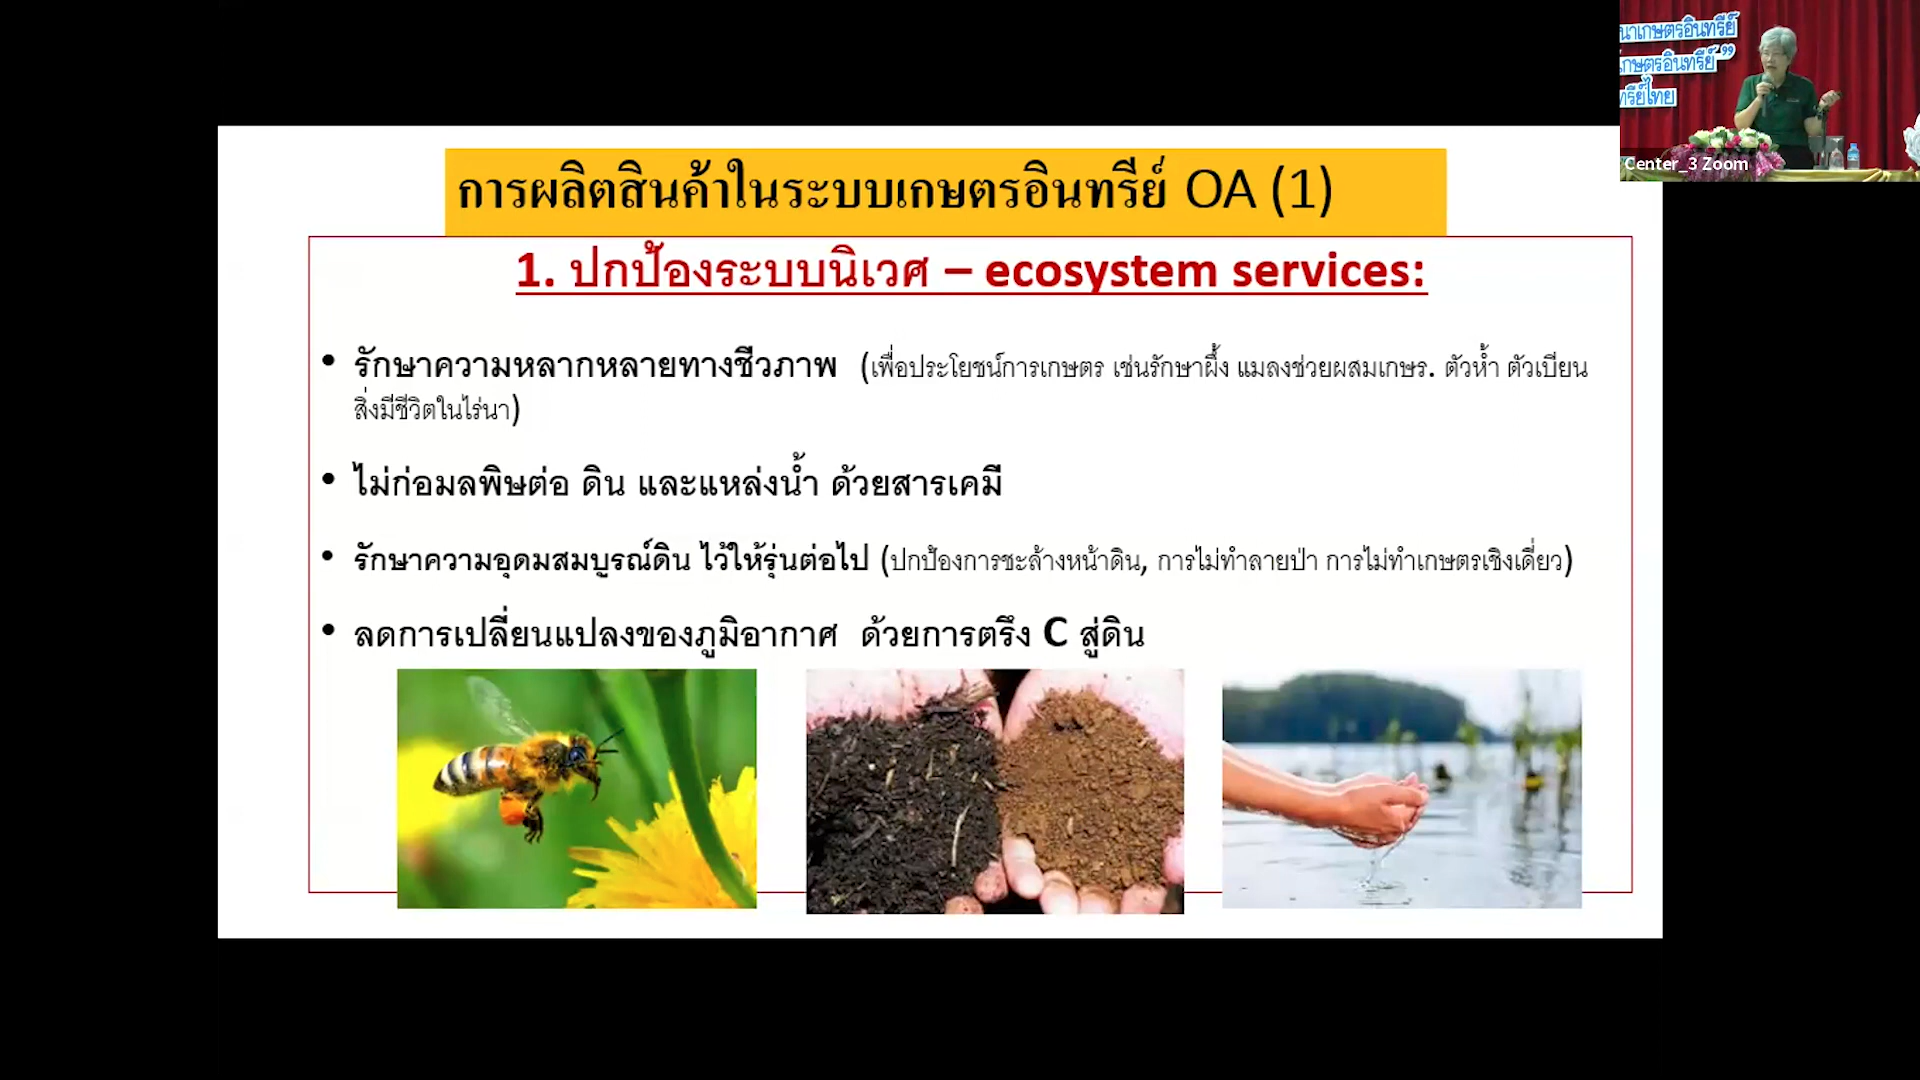 การผลิตสินค้าในระบบเกษตรอินทรีย์ OA (1)
1. ปกป้องระบบนิเวศ – ecosystem services:
• รักษาความหลากหลายทางชีวภาพ (เพื่อประโยชน์การเกษตร เช่นรักษาผึ้ง แมลงช่วยผสมเกษร. ตัวห้ำ ตัวเบียน
สิ่งมีชีวิตในไร่นา)
• ไม่ก่อมลพิษต่อ ดิน และแหล่งน้ำ ด้วยสารเคมี
• รักษาความอุดมสมบูรณ์ดิน ไว้ให้รุ่นต่อไป (ปกป้องการชะล้างหน้าดิน, การไม่ทำลายป่า การไม่ทำเกษตรเชิงเดี่ยว)
• ลดการเปลี่ยนแปลงของภูมิอากาศ ด้วยการตรึง C สู่ดิน
นาเกษตรอินทรีย์
เกษตรอินทรีย์”
ทรีย์ไทย
Center_3 Zoom